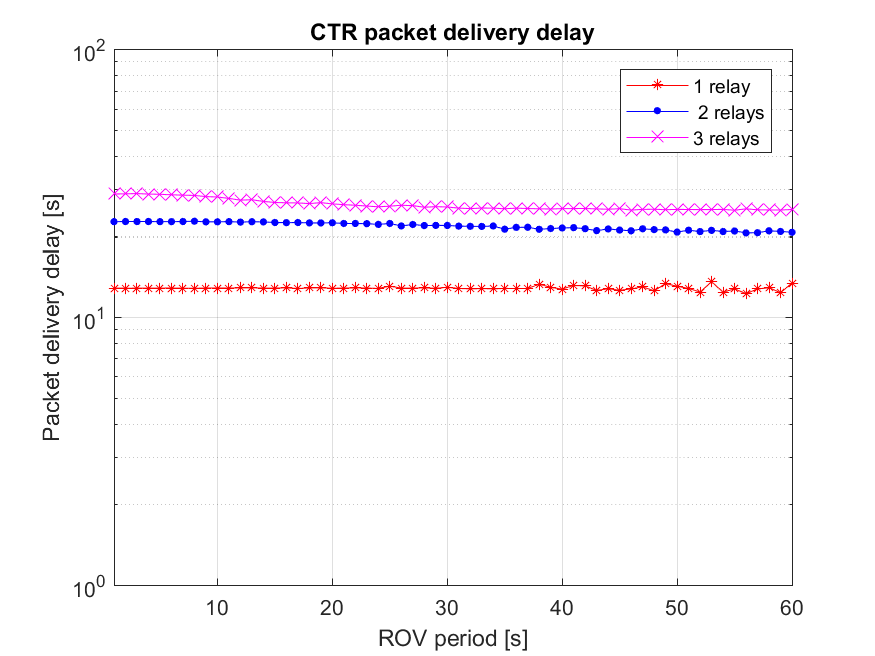 CTR packet delivery delay
10^2
10^1
10^0
Packet delivery delay [s]
1 relay
2 relays
3 relays
10 20 30 40 50 60
ROV period [s]